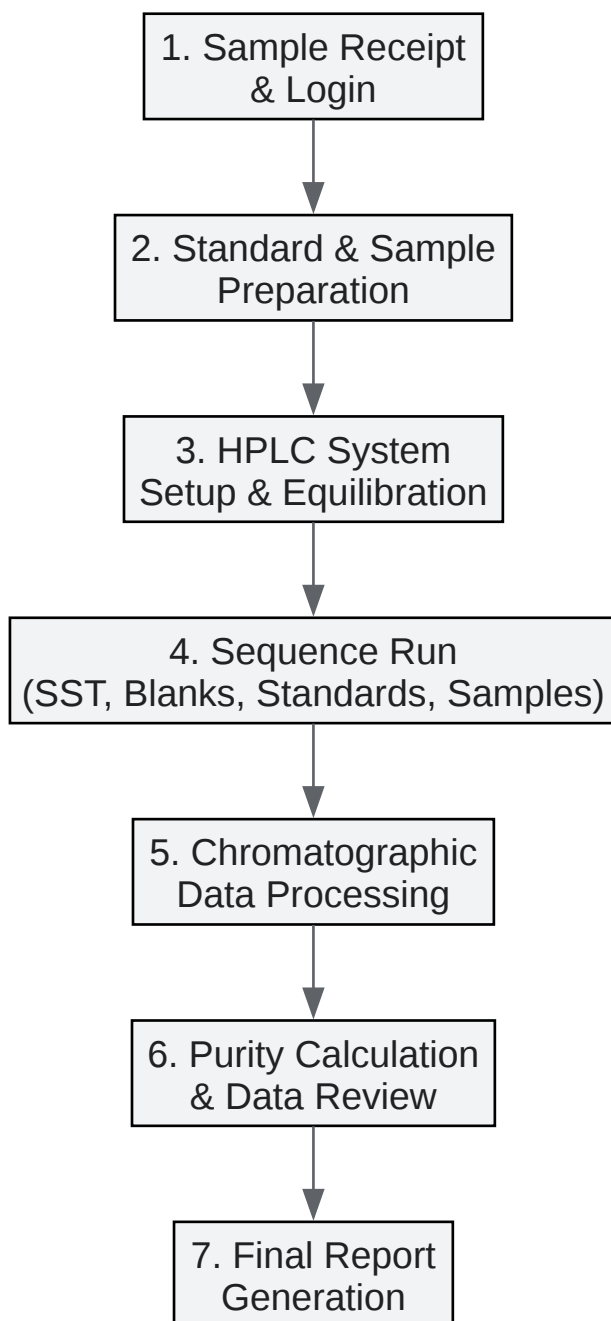 1. Sample Receipt
& Login
2. Standard & Sample
Preparation
3. HPLC System
Setup & Equilibration
4. Sequence Run
(SST, Blanks, Standards, Samples)
5. Chromatographic
Data Processing
6. Purity Calculation
& Data Review
7. Final Report
Generation